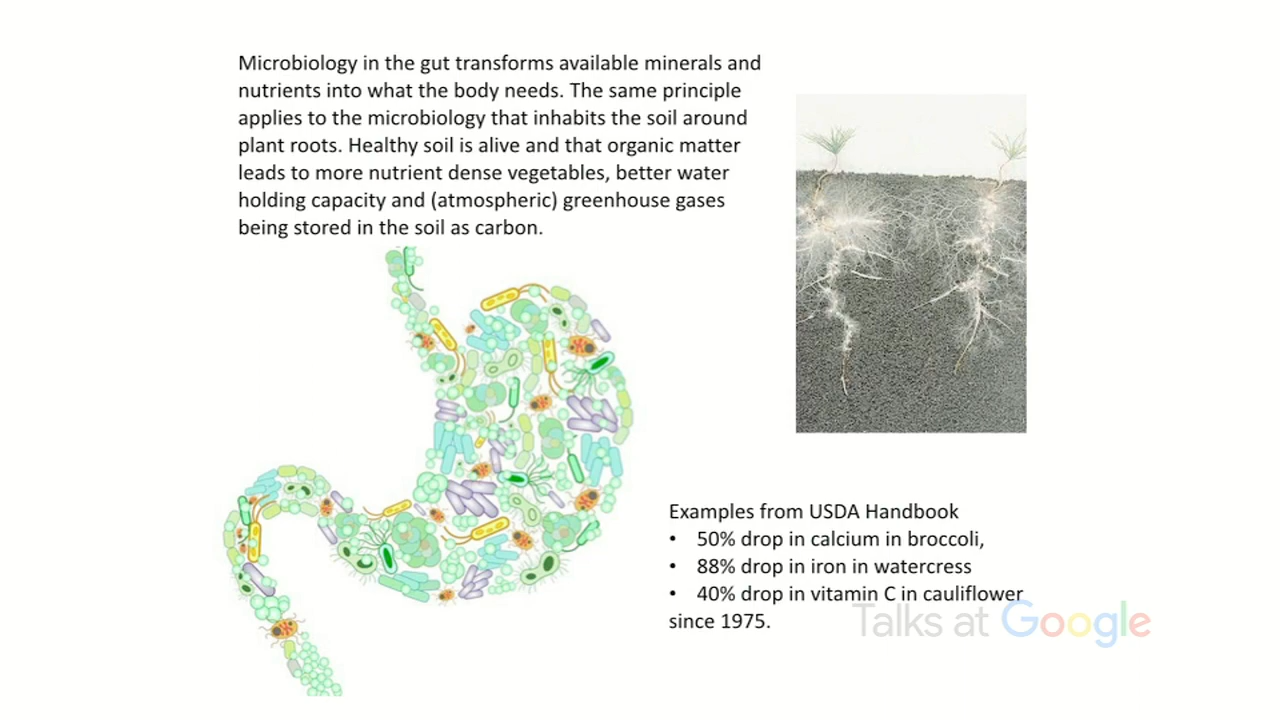 Microbiology in the gut transforms available minerals and
nutrients into what the body needs. The same principle
applies to the microbiology that inhabits the soil around
plant roots. Healthy soil is alive and that organic matter
leads to more nutrient dense vegetables, better water
holding capacity and (atmospheric) greenhouse gases
being stored in the soil as carbon.
Examples from USDA Handbook
• 50% drop in calcium in broccoli,
• 88% drop in iron in watercress
• 40% drop in vitamin C in cauliflower
since 1975.
Talks at Google